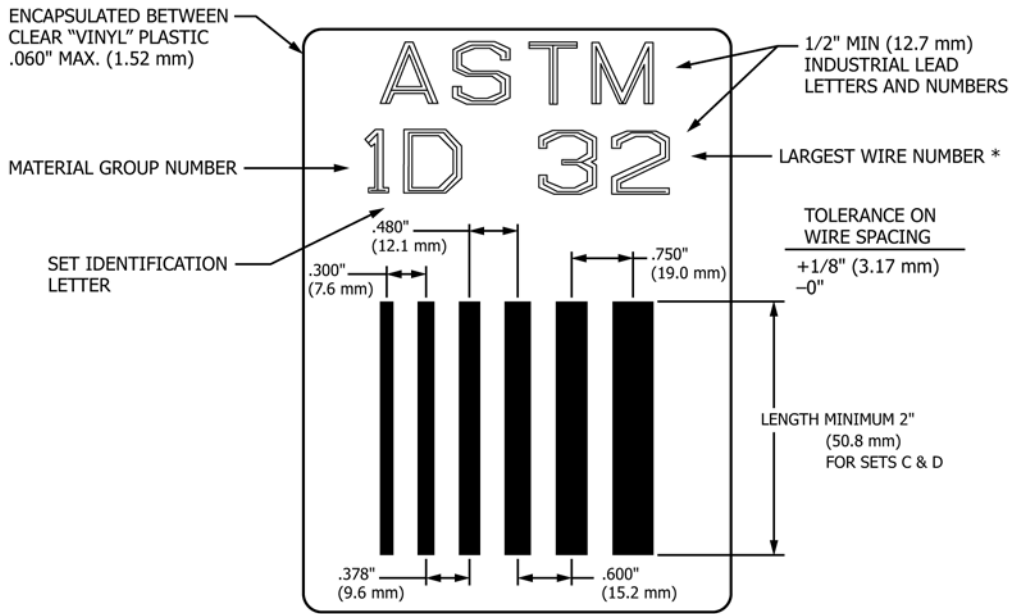 ENCAPSULATED BETWEEN
CLEAR “VINYL” PLASTIC
.060" MAX. (1.52 mm)
ASTM
1/2" MIN (12.7 mm)
INDUSTRIAL LEAD
LETTERS AND NUMBERS
1D 32
MATERIAL GROUP NUMBER
LARGEST WIRE NUMBER *
SET IDENTIFICATION
LETTER
TOLERANCE ON
WIRE SPACING
+1/8" (3.17 mm)
−0"
.480"
(12.1 mm)
.750"
(19.0 mm)
.300"
(7.6 mm)
LENGTH MINIMUM 2"
(50.8 mm)
FOR SETS C & D
.378"
(9.6 mm)
.600"
(15.2 mm)